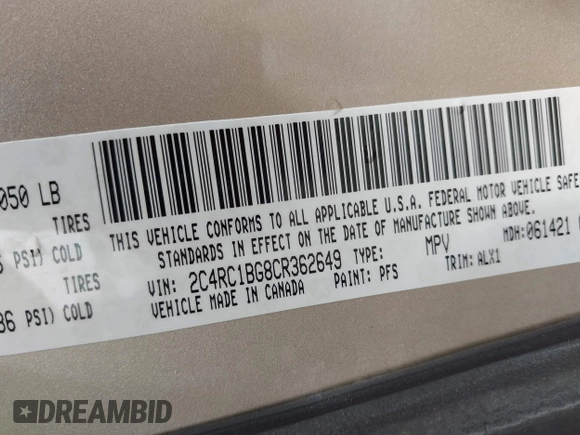 050 LB
TIRES
PSI) COLD
TIRES
36 PSI) COLD
THIS VEHICLE CONFORMS TO ALL APPLICABLE U.S.A. FEDERAL MOTOR VEHICLE SAFE
STANDARDS IN EFFECT ON THE DATE OF MANUFACTURE SHOWN ABOVE.
VIN: 2C4RC1BG8CR362649 TYPE: MPV MDH:061421
VEHICLE MADE IN CANADA PAINT: PFS TRIM: ALX1
DREAMBID